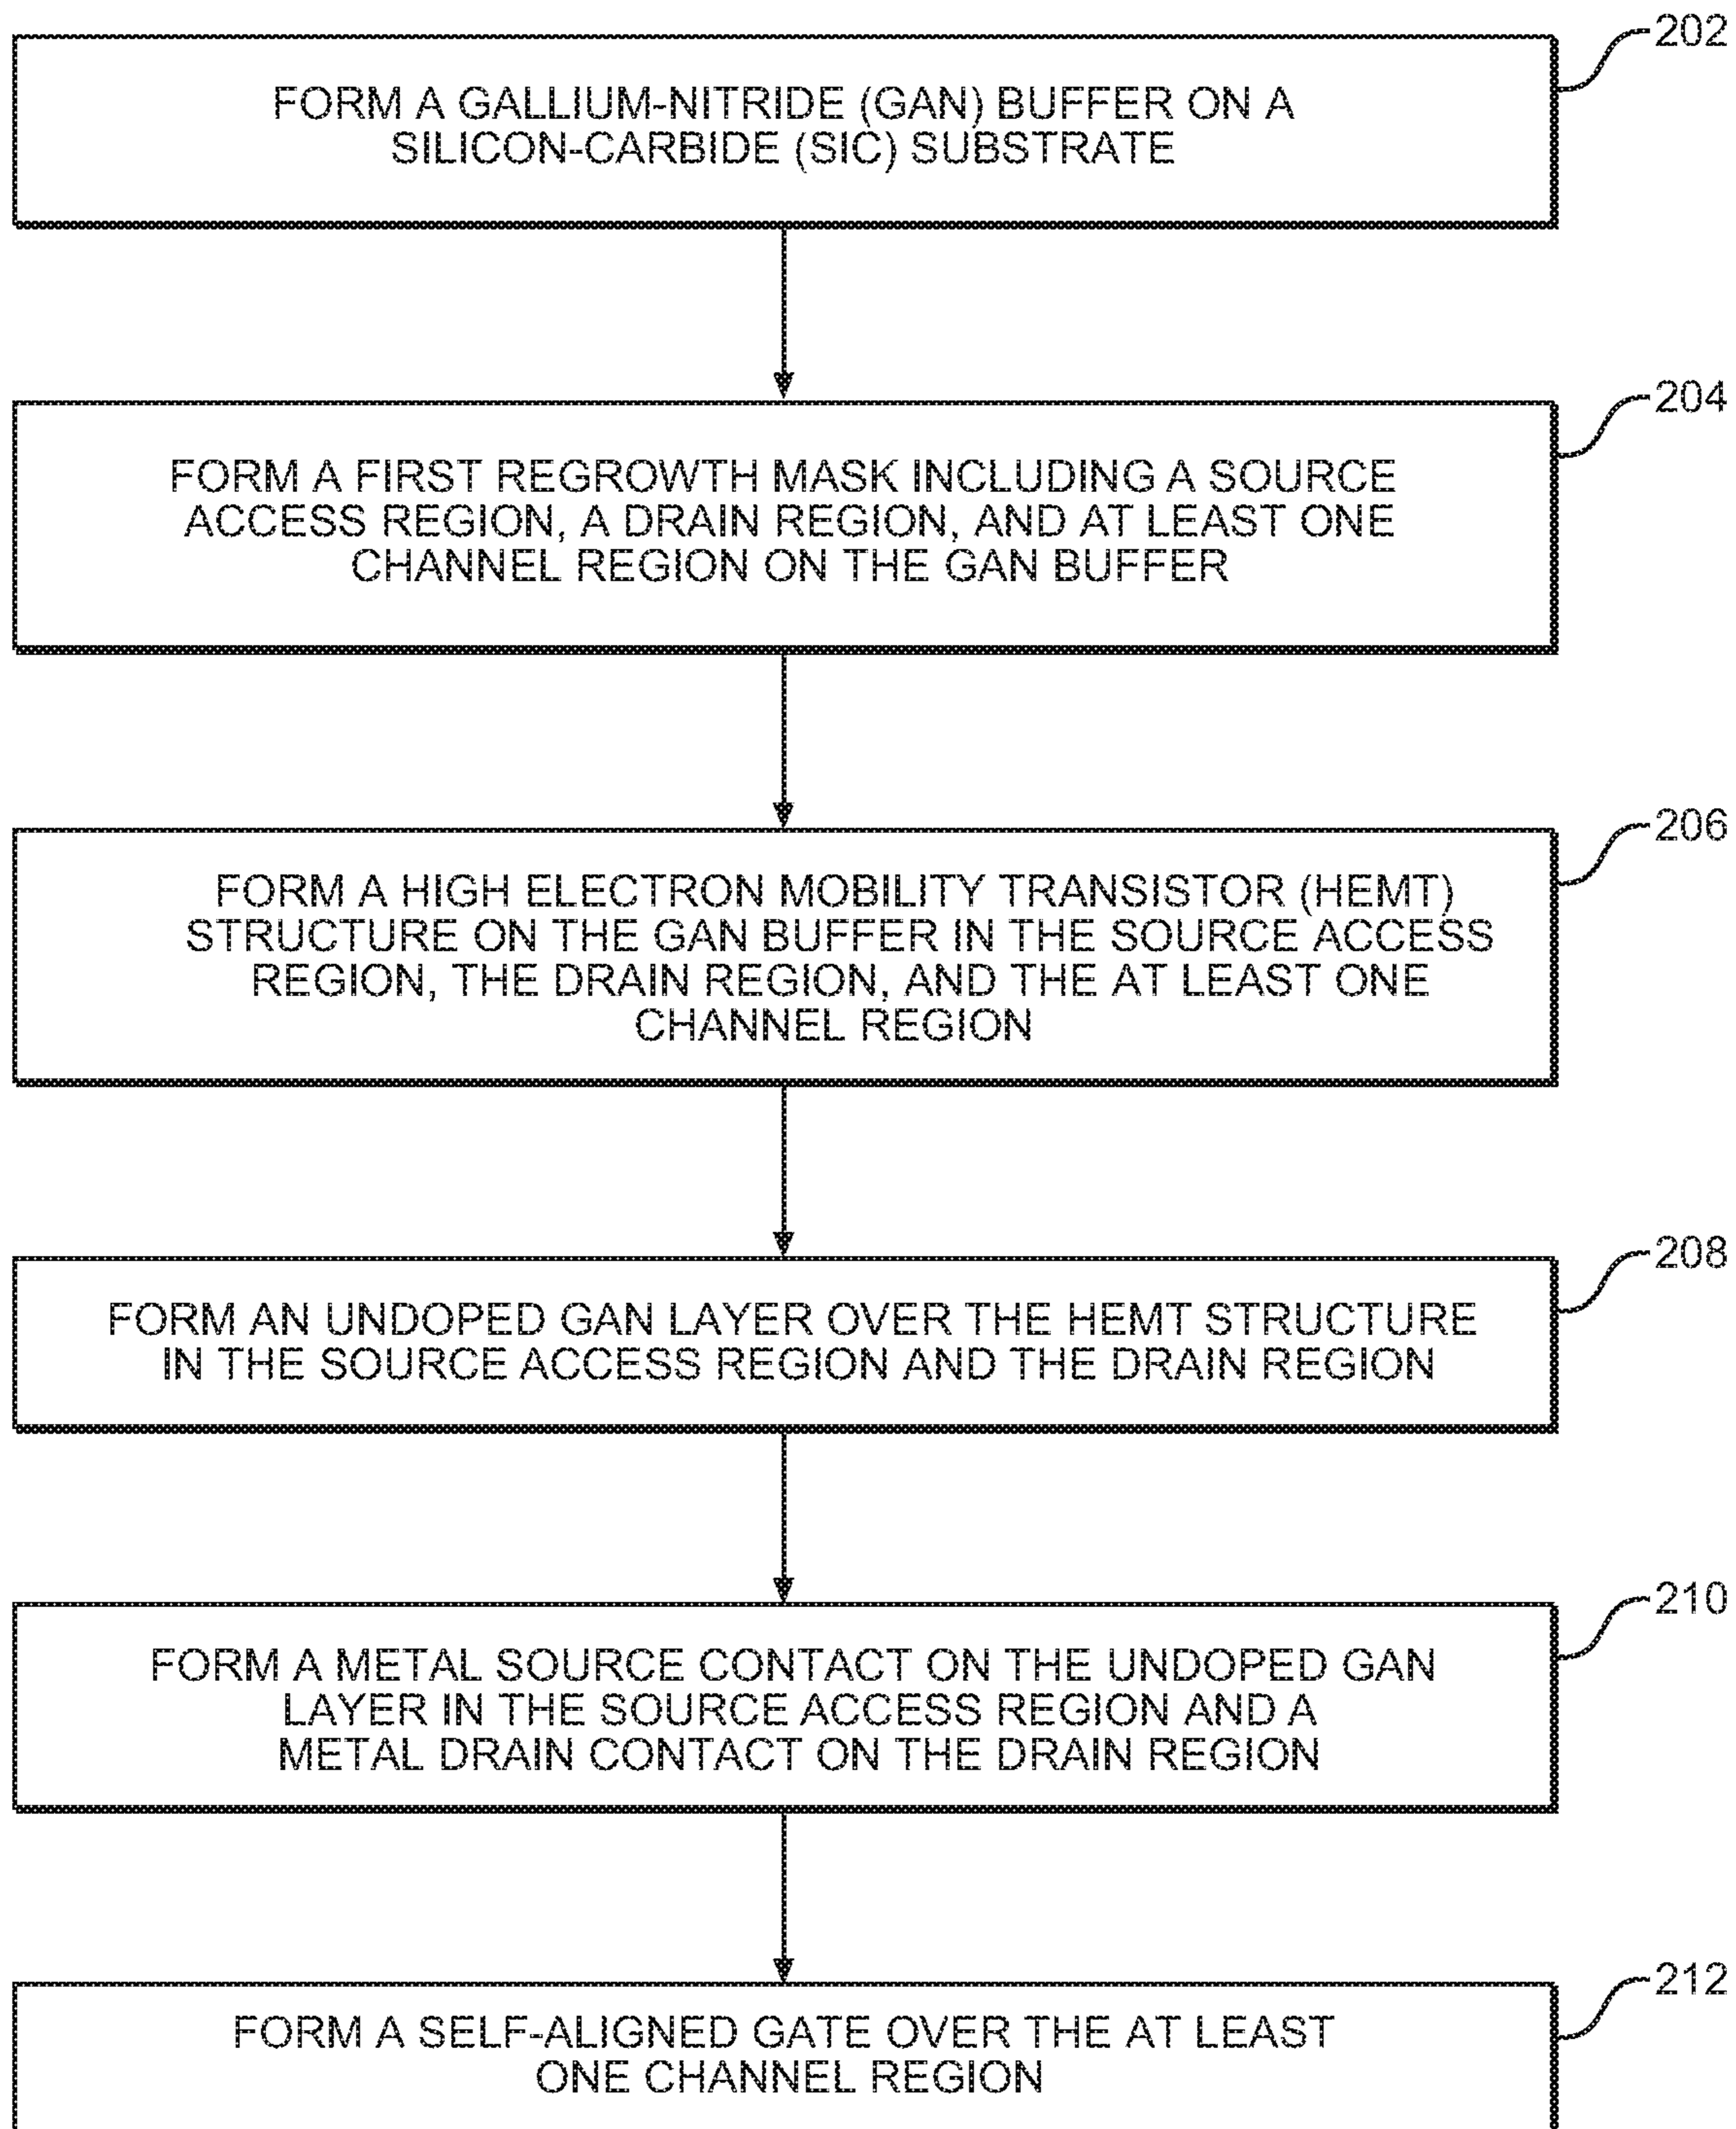 202
FORM A GALLIUM-NITRIDE (GAN) BUFFER ON A
SILICON-CARBIDE (SIC) SUBSTRATE
204
FORM A FIRST REGROWTH MASK INCLUDING A SOURCE
ACCESS REGION, A DRAIN REGION, AND AT LEAST ONE
CHANNEL REGION ON THE GAN BUFFER
206
FORM A HIGH ELECTRON MOBILITY TRANSISTOR (HEMT)
STRUCTURE ON THE GAN BUFFER IN THE SOURCE ACCESS
REGION, THE DRAIN REGION, AND THE AT LEAST ONE
CHANNEL REGION
208
FORM AN UNDOPED GAN LAYER OVER THE HEMT STRUCTURE
IN THE SOURCE ACCESS REGION AND THE DRAIN REGION
210
FORM A METAL SOURCE CONTACT ON THE UNDOPED GAN
LAYER IN THE SOURCE ACCESS REGION AND A
METAL DRAIN CONTACT ON THE DRAIN REGION
212
FORM A SELF-ALIGNED GATE OVER THE AT LEAST
ONE CHANNEL REGION